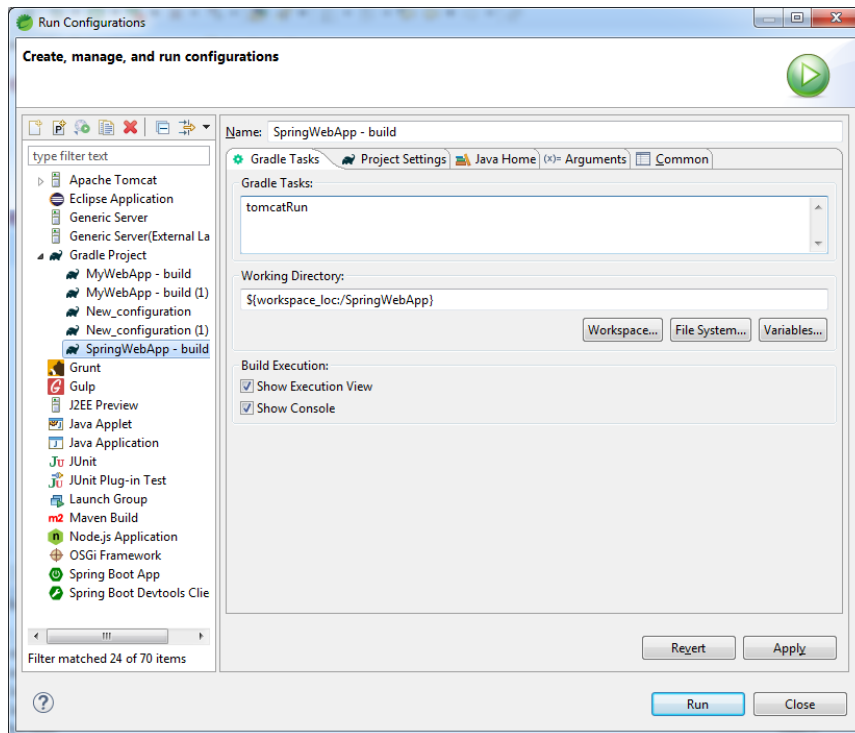 Run Configurations
Create, manage, and run configurations
type filter text
Apache Tomcat
Eclipse Application
Generic Server
Generic Server(External La
Gradle Project
MyWebApp - build
MyWebApp - build (1)
New_configuration
New_configuration (1)
SpringWebApp - build
Grunt
Gulp
J2EE Preview
Java Applet
Java Application
JU JUnit
JU JUnit Plug-in Test
Launch Group
m2 Maven Build
Node.js Application
OSGi Framework
Spring Boot App
Spring Boot Devtools Clie
Filter matched 24 of 70 items
Name: SpringWebApp - build
Gradle Tasks Project Settings Java Home (x)= Arguments Common
Gradle Tasks:
tomcatRun
Working Directory:
${workspace_loc:/SpringWebApp}
Workspace... File System... Variables...
Build Execution:
Show Execution View
Show Console
Revert Apply
? Run Close